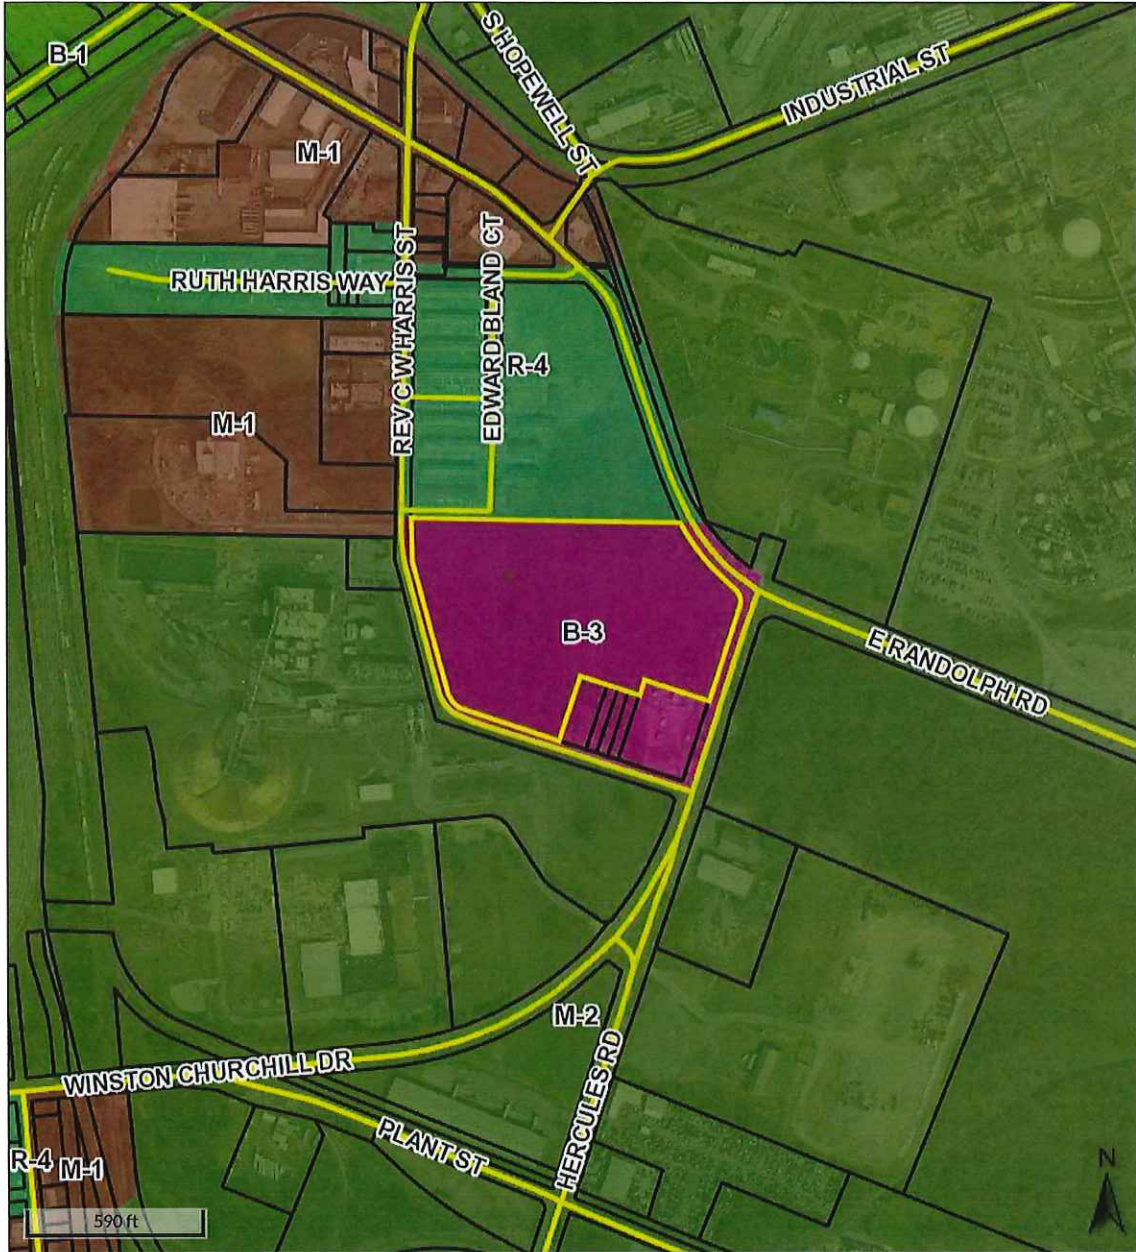 B-1
S HOPEWELL ST
INDUSTRIAL ST
M-1
RUTH HARRIS WAY
REV C W HARRIS ST
EDWARD BLAND CT
R-4
M-1
B-3
E RANDOLPH RD
M-2
WINSTON CHURCHILL DR
HERCULES RD
PLANT ST
R-4
M-1
590 ft
N